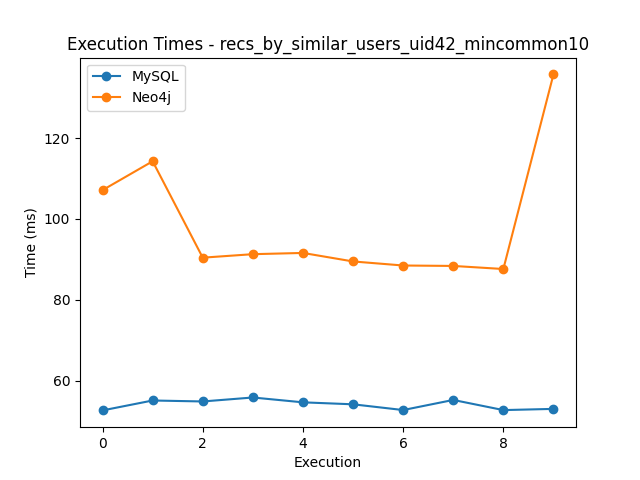 Execution Times - recs_by_similar_users_uid42_mincommon10
MySQL
Neo4j
120
100
80
60
Time (ms)
0 2 4 6 8
Execution